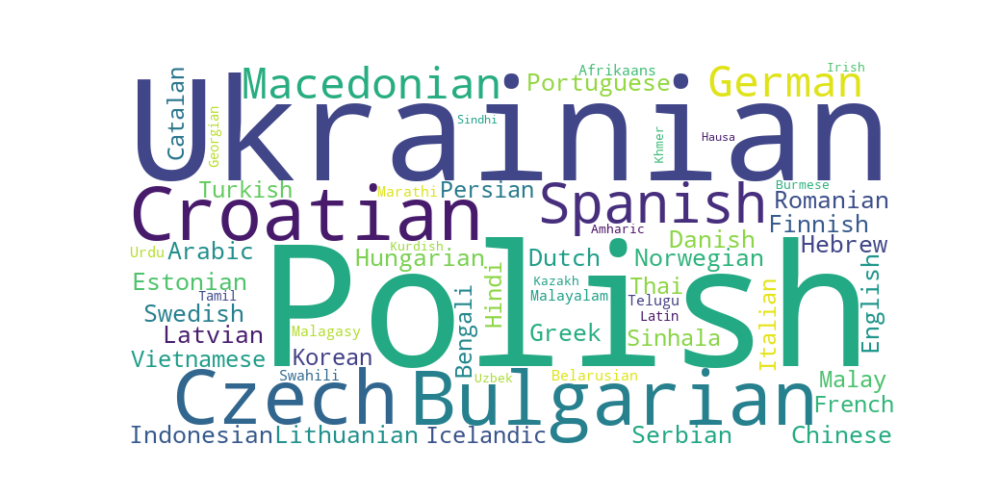 Ukrainian
Catalan
Macedonian
Afrikaans
Portuguese
German
Irish
Georgian
Sindhi
Khmer
Hausa
Turkish
Marathi
Persian
Croatian
Spanish
Burmese
Romanian
Amharic
Finnish
Urdu
Arabic
Kurdish
Hungarian
Dutch
Danish
Norwegian
Hebrew
Polish
Estonian
Hindi
Kazakh
Thai
Italian
English
Tamil
Malayalam
Telugu
Swedish
Bengali
Latin
Latvian
Malagasy
Greek
Sinhala
Vietnamese
Korean
Czech
Swahili
Uzbek
Belarusian
Bulgarian
Malay
French
Indonesian
Lithuanian
Icelandic
Serbian
Chinese